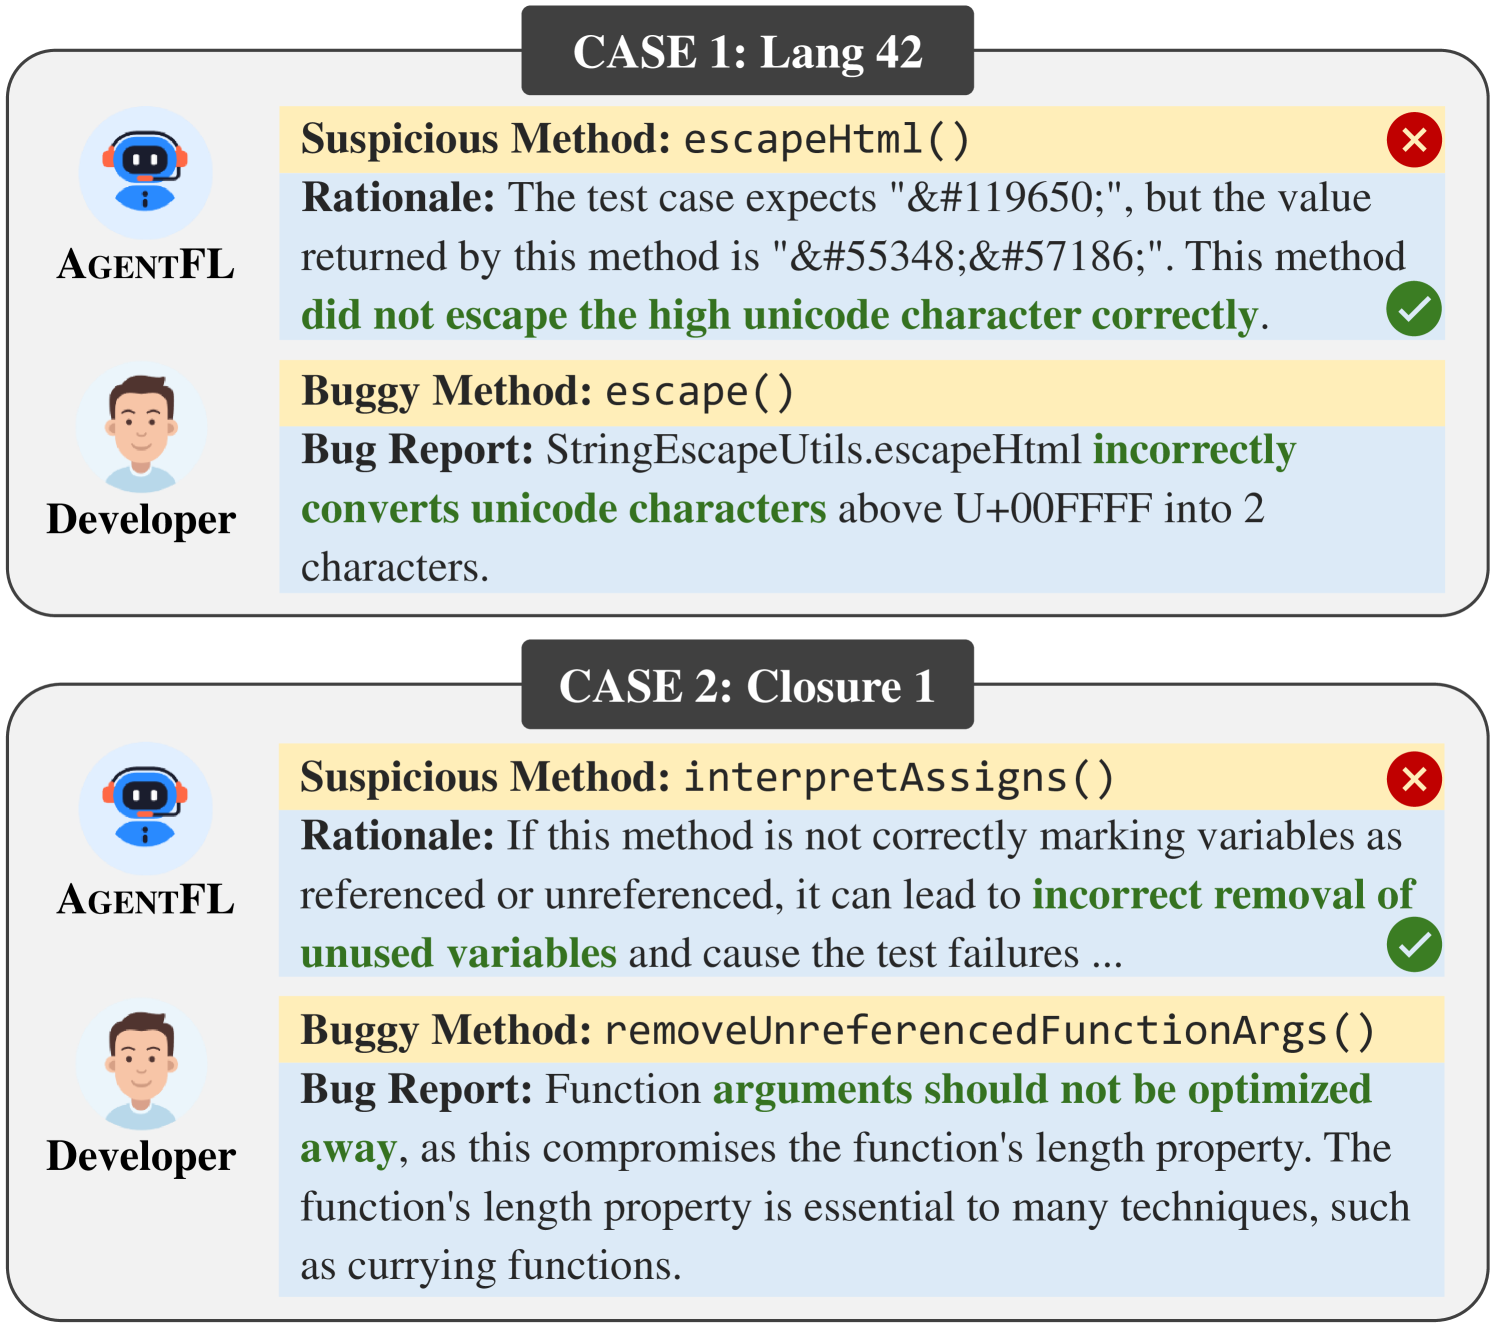 CASE 1: Lang 42
Suspicious Method: escapeHtml()
Rationale: The test case expects "&#119650;", but the value
returned by this method is "&#55348;&#57186;". This method
did not escape the high unicode character correctly.
AGENTFL
Buggy Method: escape()
Bug Report: StringEscapeUtils.escapeHtml incorrectly
converts unicode characters above U+00FFFF into 2
characters.
Developer
CASE 2: Closure 1
Suspicious Method: interpretAssigns()
Rationale: If this method is not correctly marking variables as
referenced or unreferenced, it can lead to incorrect removal of
unused variables and cause the test failures ...
AGENTFL
Buggy Method: removeUnreferencedFunctionArgs()
Bug Report: Function arguments should not be optimized
away, as this compromises the function's length property. The
function's length property is essential to many techniques, such
as currying functions.
Developer